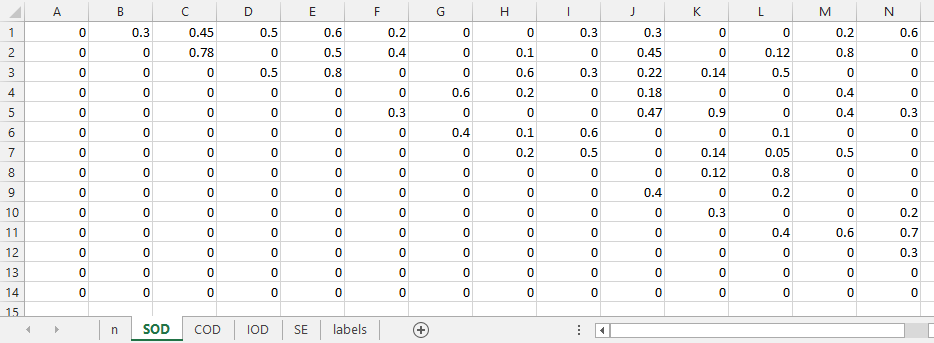 A B C D E F G H I J K L M N
1 0 0.3 0.45 0.5 0.6 0.2 0 0 0.3 0.3 0 0 0.2 0.6
2 0 0 0.78 0 0.5 0.4 0 0.1 0 0.45 0 0.12 0.8 0
3 0 0 0 0.5 0.8 0 0 0.6 0.3 0.22 0.14 0.5 0 0
4 0 0 0 0 0 0 0.6 0.2 0 0.18 0 0 0.4 0
5 0 0 0 0 0 0.3 0 0 0 0.47 0.9 0 0.4 0.3
6 0 0 0 0 0 0 0.4 0.1 0.6 0 0 0.1 0 0
7 0 0 0 0 0 0 0 0.2 0.5 0 0.14 0.05 0.5 0
8 0 0 0 0 0 0 0 0 0 0 0.12 0.8 0 0
9 0 0 0 0 0 0 0 0 0 0.4 0 0.2 0 0
10 0 0 0 0 0 0 0 0 0 0 0.3 0 0 0.2
11 0 0 0 0 0 0 0 0 0 0 0 0.4 0.6 0.7
12 0 0 0 0 0 0 0 0 0 0 0 0 0 0.3
13 0 0 0 0 0 0 0 0 0 0 0 0 0 0
14 0 0 0 0 0 0 0 0 0 0 0 0 0 0
15
n SOD COD IOD SE labels